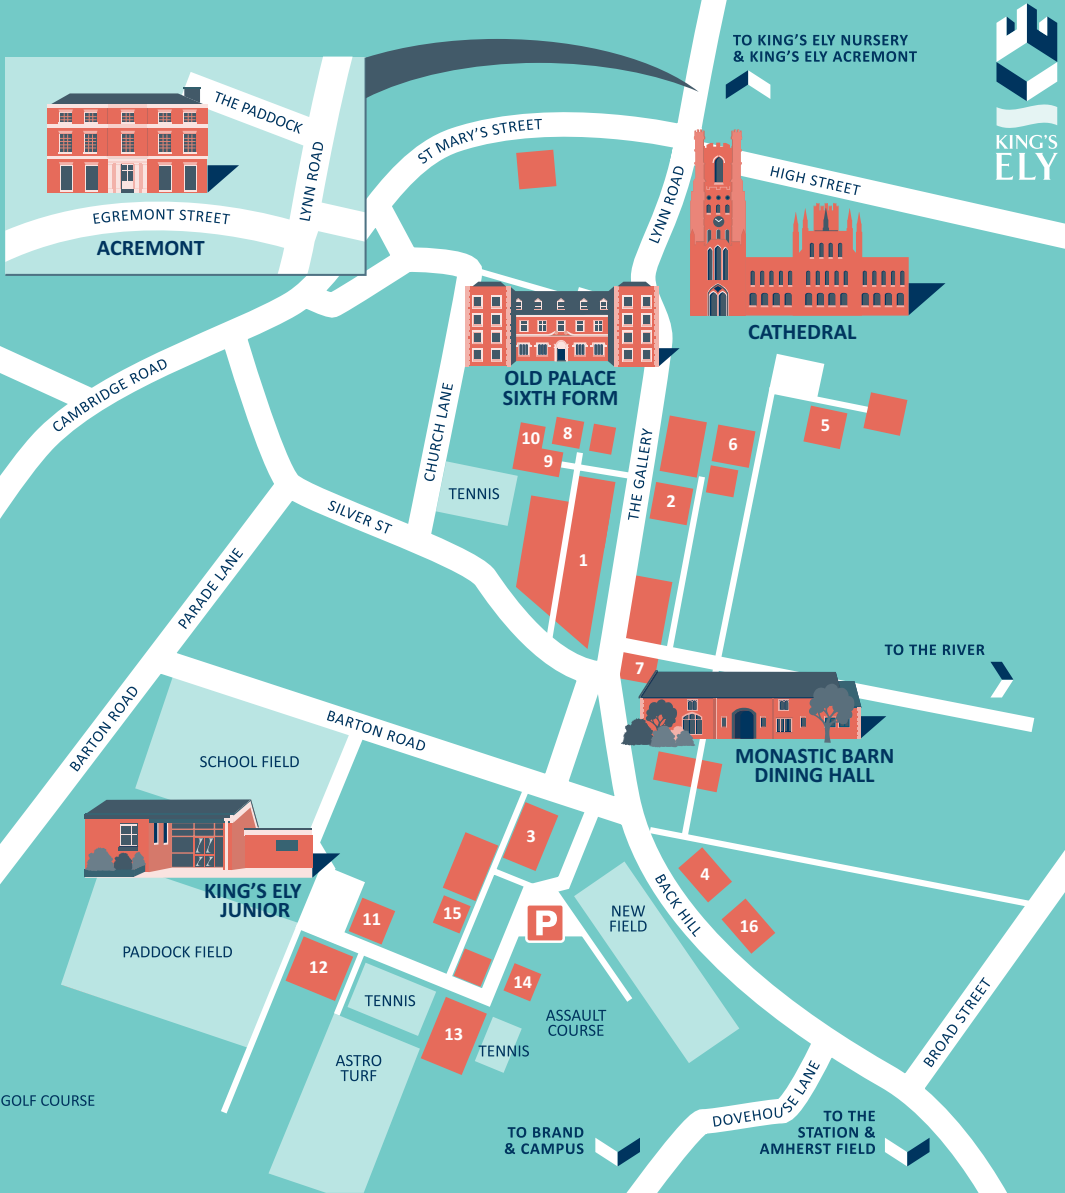 TO KING'S ELY NURSERY
& KING'S ELY ACREMONT
KING'S
ELY
THE PADDOCK
LYNN ROAD
EGREMONT STREET
ACREMONT
ST MARY'S STREET
LYNN ROAD
HIGH STREET
CATHEDRAL
OLD PALACE
SIXTH FORM
CAMBRIDGE ROAD
CHURCH LANE
THE GALLERY
10
8
9
6
5
2
1
TENNIS
SILVER ST
PARADE LANE
TO THE RIVER
7
BARTON ROAD
BARTON ROAD
MONASTIC BARN
DINING HALL
SCHOOL FIELD
3
KING'S ELY
JUNIOR
4
BACK HILL
16
11
15
P
NEW
FIELD
PADDOCK FIELD
12
14
TENNIS
13
ASSAULT
COURSE
TENNIS
ASTRO
TURF
BROAD STREET
GOLF COURSE
DOVEHOUSE LANE
TO BRAND
& CAMPUS
TO THE
STATION &
AMHERST FIELD